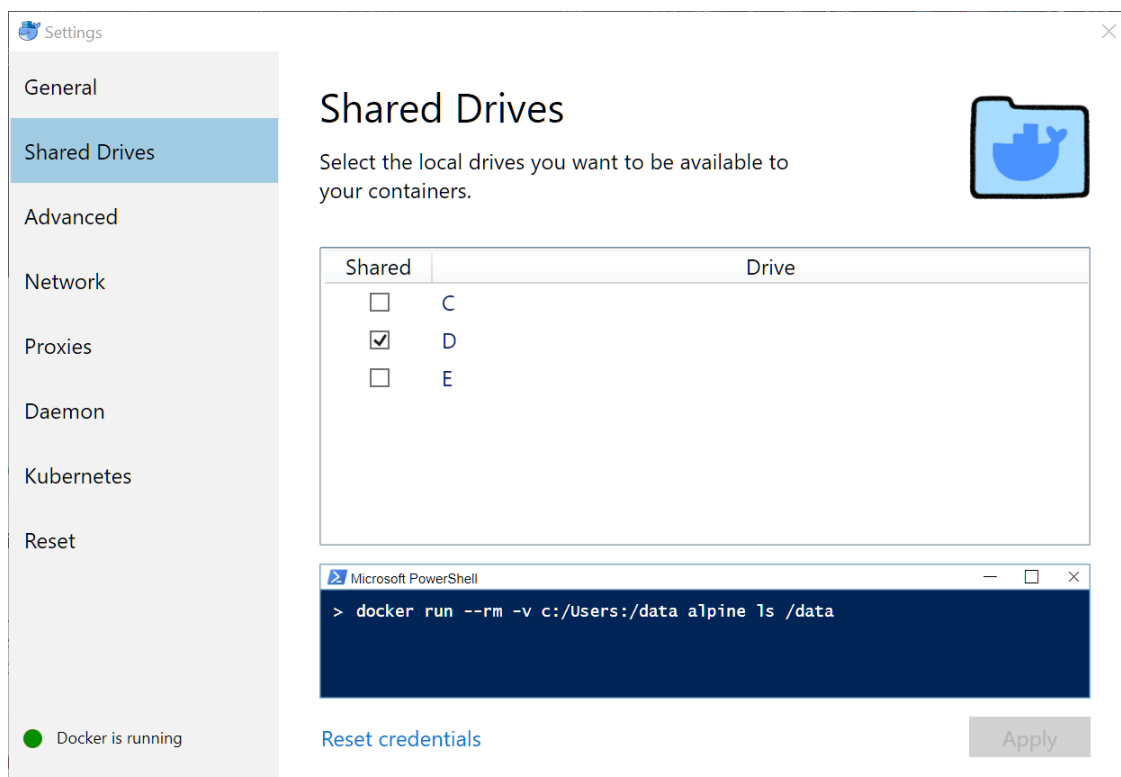 Settings
General
Shared Drives
Advanced
Network
Proxies
Daemon
Kubernetes
Reset
Docker is running
Shared Drives
Select the local drives you want to be available to
your containers.
Shared Drive
C
D
E
Microsoft PowerShell
> docker run --rm -v c:/Users:/data alpine ls /data
Reset credentials
Apply